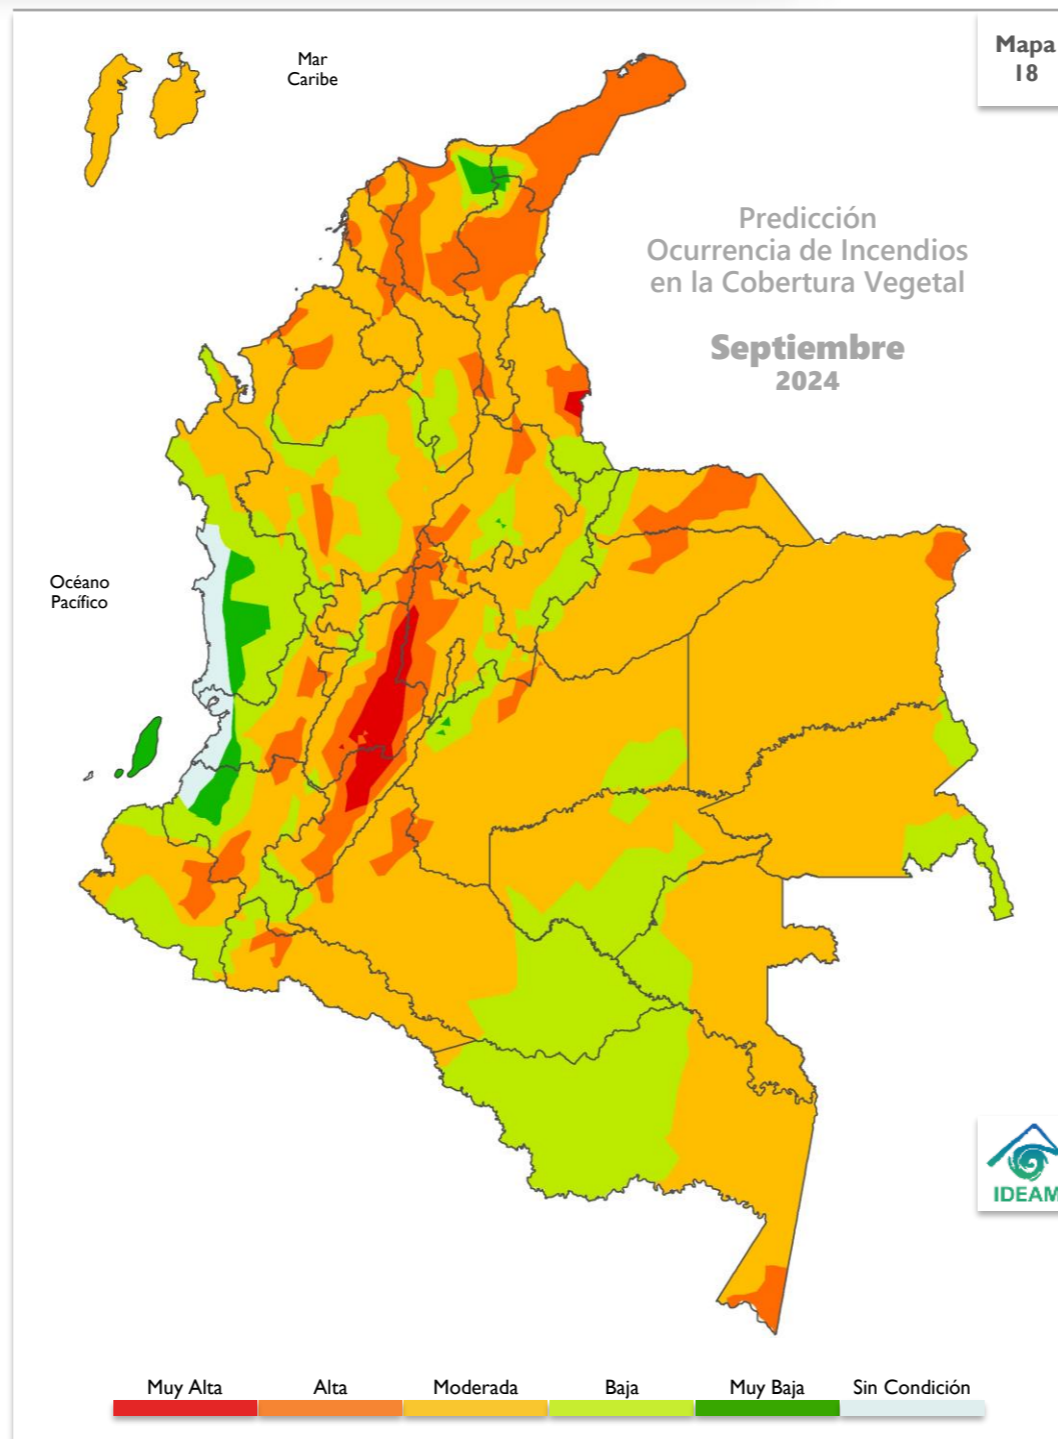 Mapa
18
Mar
Caribe
Predicción
Ocurrencia de Incendios
en la Cobertura Vegetal
Septiembre
2024
Océano
Pacífico
IDEAM
Muy Alta
Alta
Moderada
Baja
Muy Baja
Sin Condición